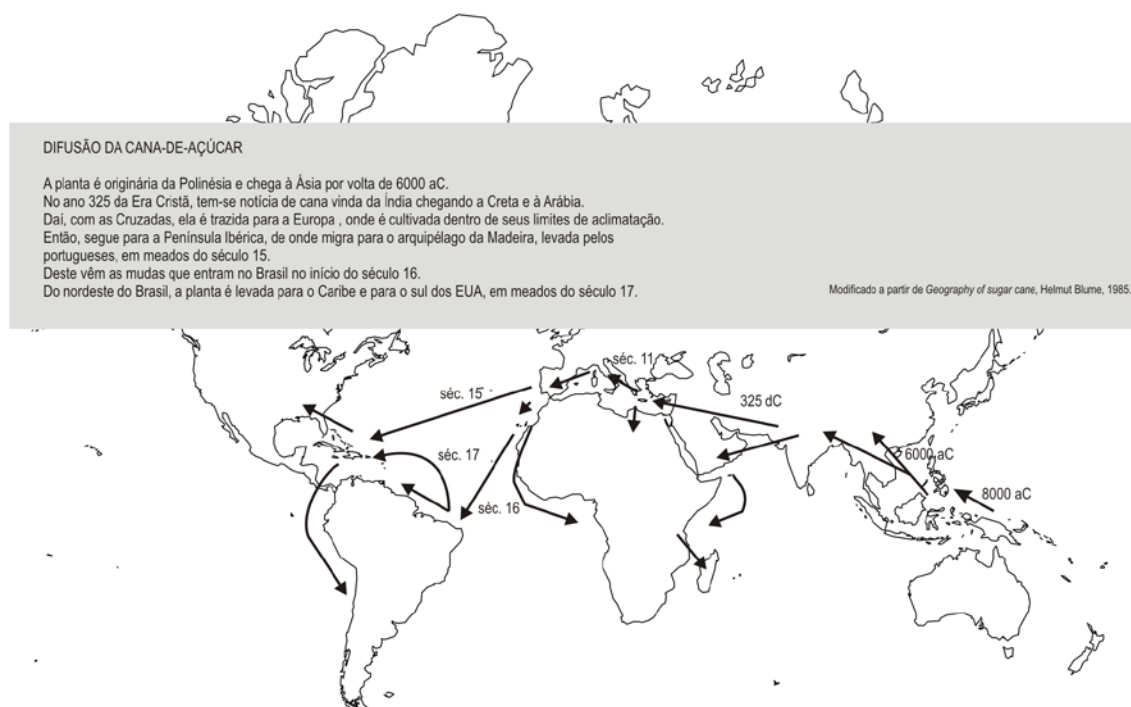 DIFUSÃO DA CANA-DE-AÇÚCAR
A planta é originária da Polinésia e chega à Ásia por volta de 6000 aC.
No ano 325 da Era Cristã, tem-se notícia de cana vinda da Índia chegando a Creta e à Arábia.
Daí, com as Cruzadas, ela é trazida para a Europa , onde é cultivada dentro de seus limites de aclimatação.
Então, segue para a Península Ibérica, de onde migra para o arquipélago da Madeira, levada pelos
portugueses, em meados do século 15.
Deste vêm as mudas que entram no Brasil no início do século 16.
Do nordeste do Brasil, a planta é levada para o Caribe e para o sul dos EUA, em meados do século 17.
Modificado a partir de Geography of sugar cane, Helmut Blume, 1985.
séc. 11
séc. 15
325 dC
séc. 17
6000 aC
8000 aC
séc. 16